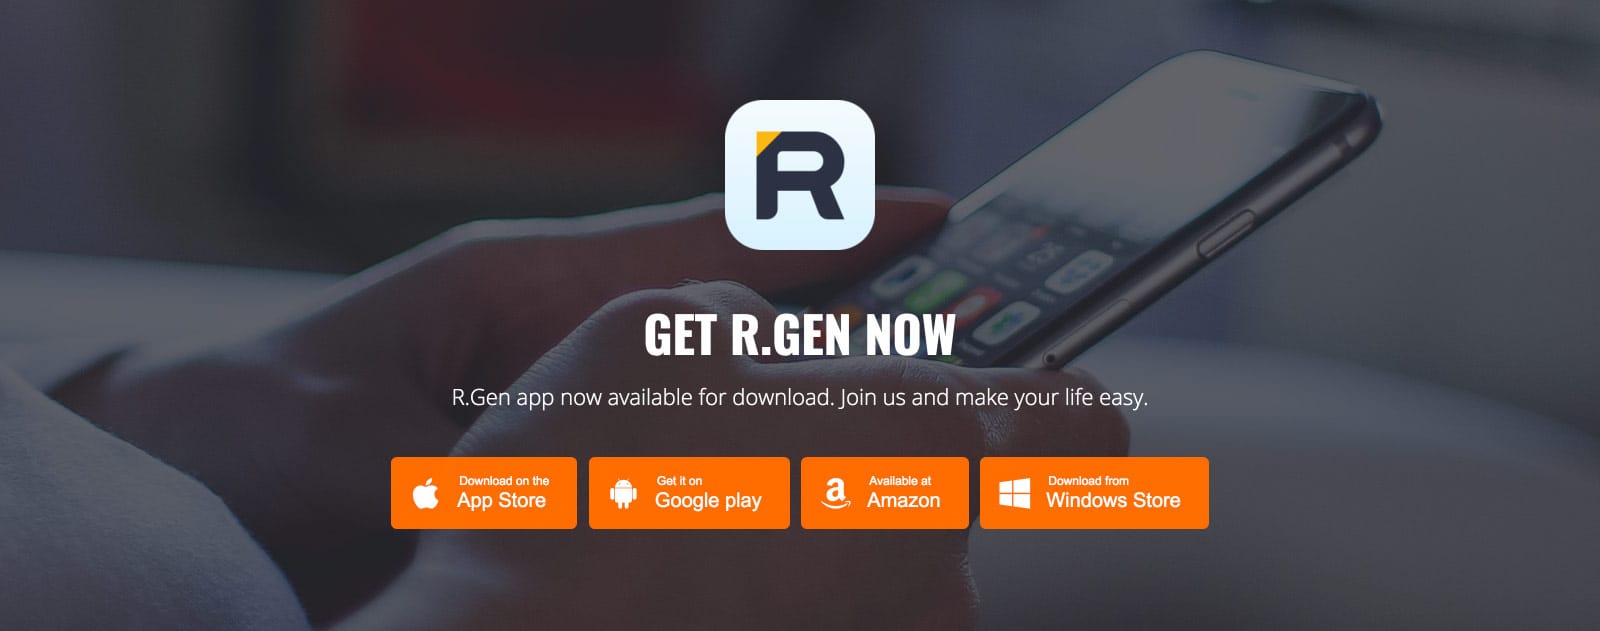 R
GET R.GEN NOW
R.Gen app now available for download. Join us and make your life easy.
Download on the
App Store
Get it on
Google play
Available at
Amazon
Download from
Windows Store